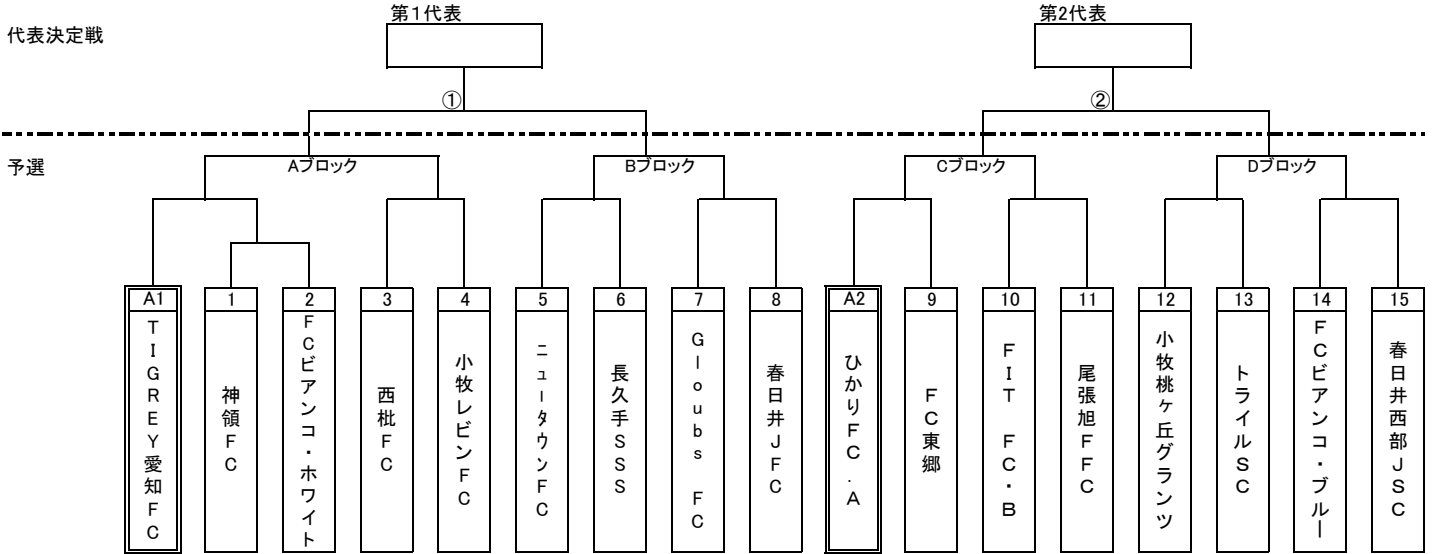 第1代表
第2代表
代表決定戦
①
②
予選
Aブロック
Bブロック
Cブロック
Dブロック
A1
1
2
3
4
5
6
7
8
A2
9
10
11
12
13
14
15
TIGREY愛知FC
神領FC
FCビアンコ・ホワイト
西枇FC
小牧レビンFC
ニュータウンFC
長久手SSS
Gloubs FC
春日井JFC
ひかりFC.A
FC東郷
FIT FC・B
尾張旭FFC
小牧桃ヶ丘グランツ
トライルSC
FCビアンコ・ブルー
春日井西部JSC